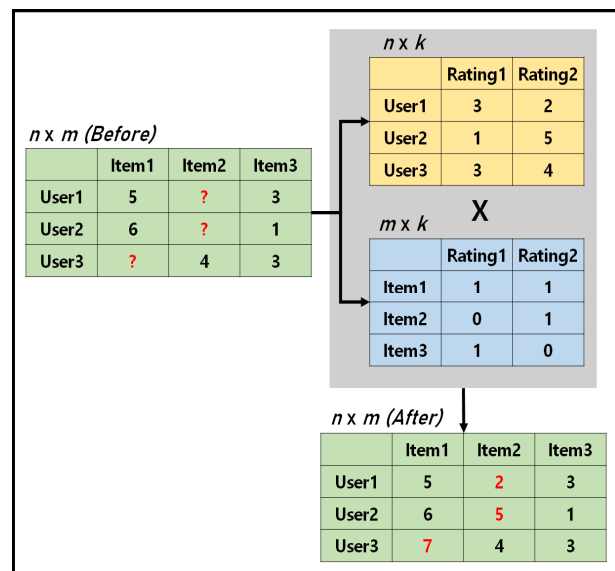 n x m (Before)
Item1 Item2 Item3
User1 5 ? 3
User2 6 ? 1
User3 ? 4 3
n x k
Rating1 Rating2
User1 3 2
User2 1 5
User3 3 4
X
m x k
Rating1 Rating2
Item1 1 1
Item2 0 1
Item3 1 0
n x m (After)
Item1 Item2 Item3
User1 5 2 3
User2 6 5 1
User3 7 4 3